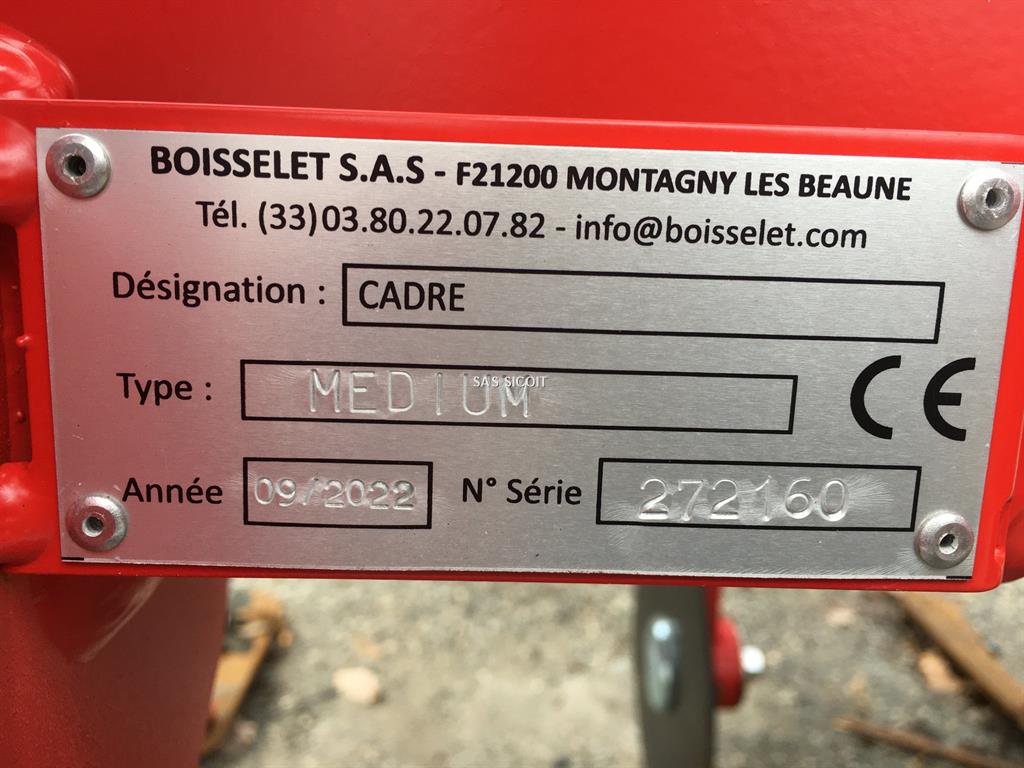 BOISSELET S.A.S - F21200 MONTAGNY LES BEAUNE
Tél. (33)03.80.22.07.82 - info@boisselet.com
Désignation : CADRE
Type : MEDIUM
SAS SICOIT
CE
Année 09/2022 N° Série 272160